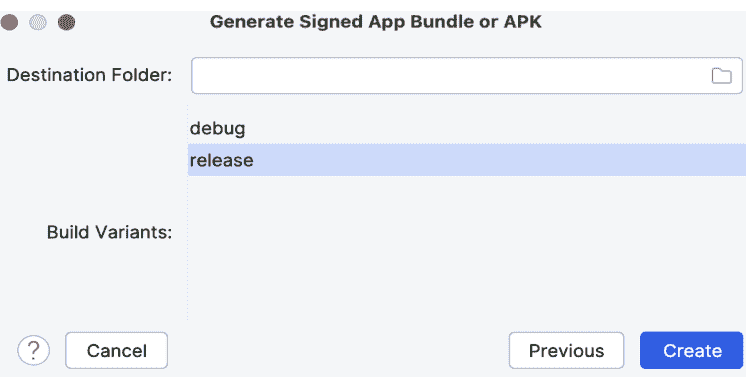 Generate Signed App Bundle or APK
Destination Folder:
debug
release
Build Variants:
?
Cancel
Previous
Create